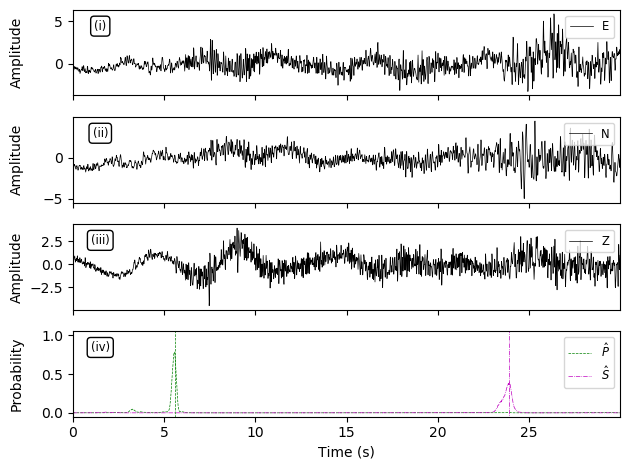 (i)
E
Amplitude
5
0
(ii)
N
Amplitude
0
−5
(iii)
Z
Amplitude
2.5
0.0
−2.5
(iv)
P̂
Ŝ
Probability
1.0
0.5
0.0
0 5 10 15 20 25
Time (s)